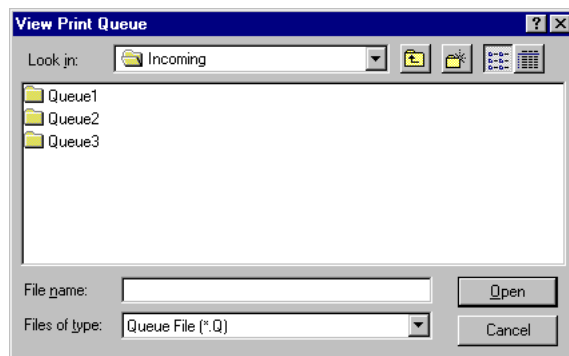 View Print Queue
Look in: Incoming
Queue1
Queue2
Queue3
File name: Open
Files of type: Queue File (*.Q) Cancel